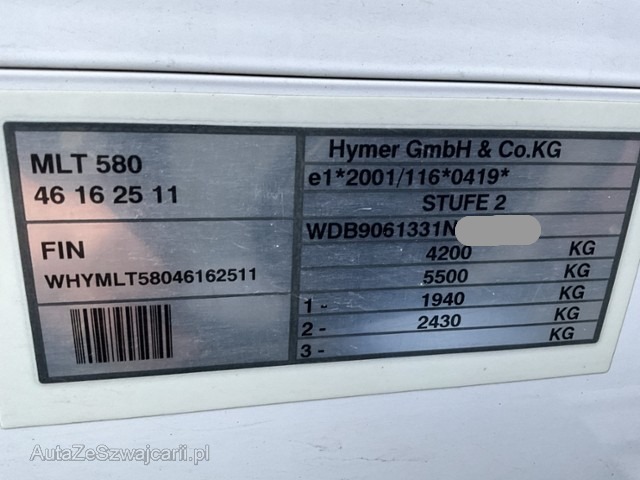 MLT 580
46 16 25 11
FIN
WHYMLT58046162511
Hymer GmbH & Co.KG
e1*2001/116*0419*
STUFE 2
WDB9061331N
4200 KG
5500 KG
1 - 1940 KG
2 - 2430 KG
3 - KG
AutaZeSzwajcarii.pl